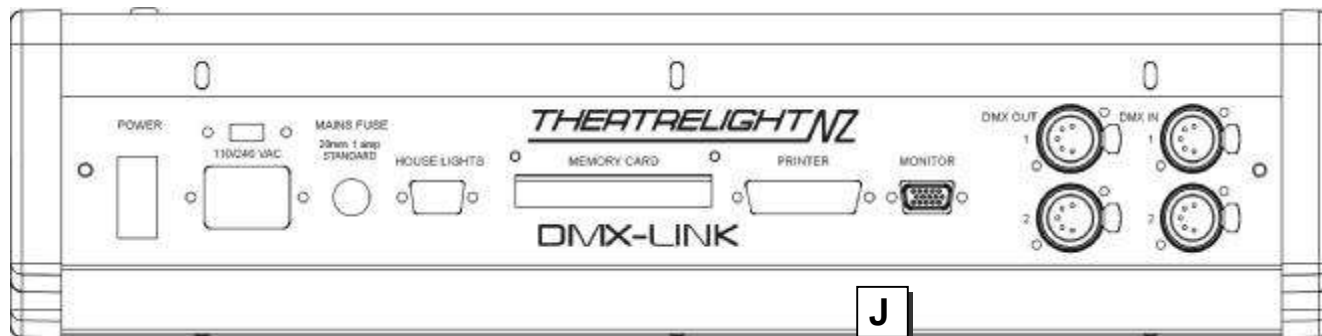 THEATRELIGHT NZ
POWER
MAINS FUSE
20mm 1 amp
STANDARD
110/240 VAC
HOUSE LIGHTS
MEMORY CARD
PRINTER
MONITOR
DMX OUT
DMX IN
1
1
2
2
DMX-LINK
J